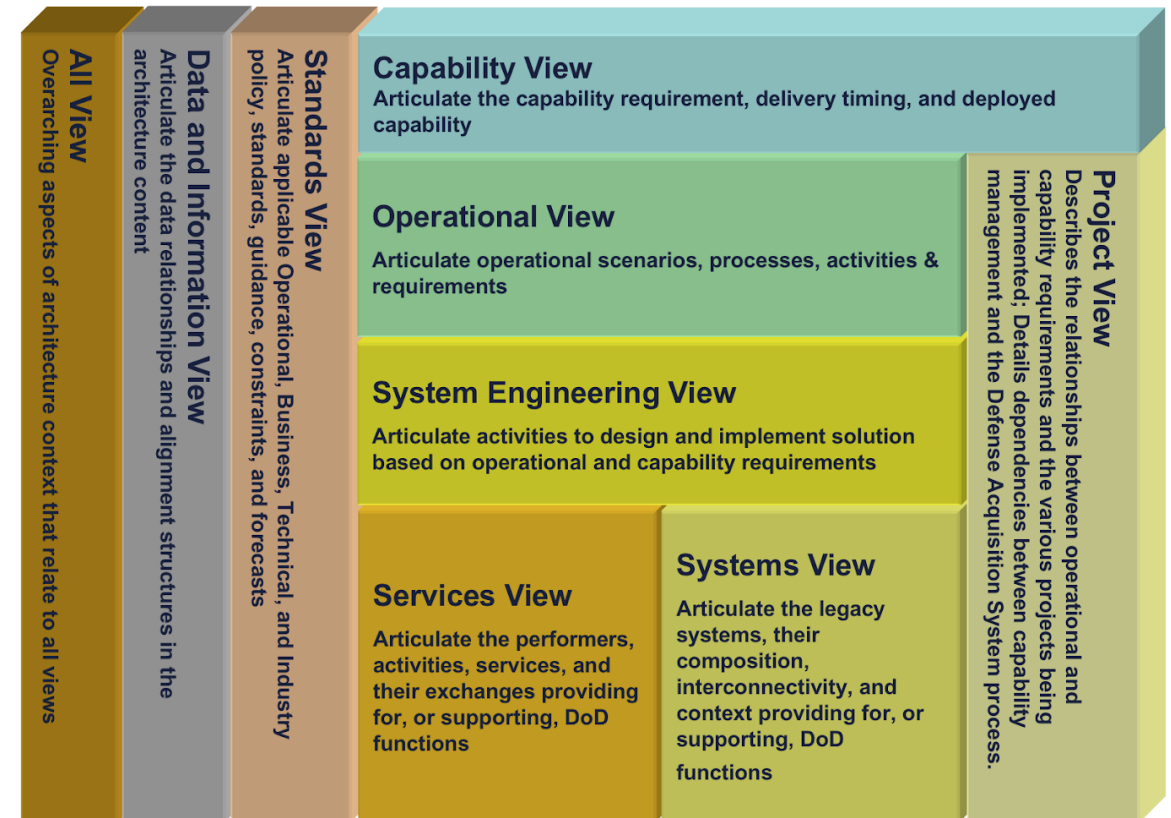 All View
Overarching aspects of architecture context that relate to all views
Data and Information View
Articulate the data relationships and alignment structures in the
architecture content
Standards View
Articulate applicable Operational, Business, Technical, and Industry
policy, standards, guidance, constraints, and forecasts
Capability View
Articulate the capability requirement, delivery timing, and deployed
capability
Operational View
Articulate operational scenarios, processes, activities &
requirements
System Engineering View
Articulate activities to design and implement solution
based on operational and capability requirements
Services View
Articulate the performers,
activities, services, and
their exchanges providing
for, or supporting, DoD
functions
Systems View
Articulate the legacy
systems, their
composition,
interconnectivity, and
context providing for, or
supporting, DoD
functions
Project View
Describes the relationships between operational and
capability requirements and the various projects being
implemented; Details dependencies between capability
management and the Defense Acquisition System process.